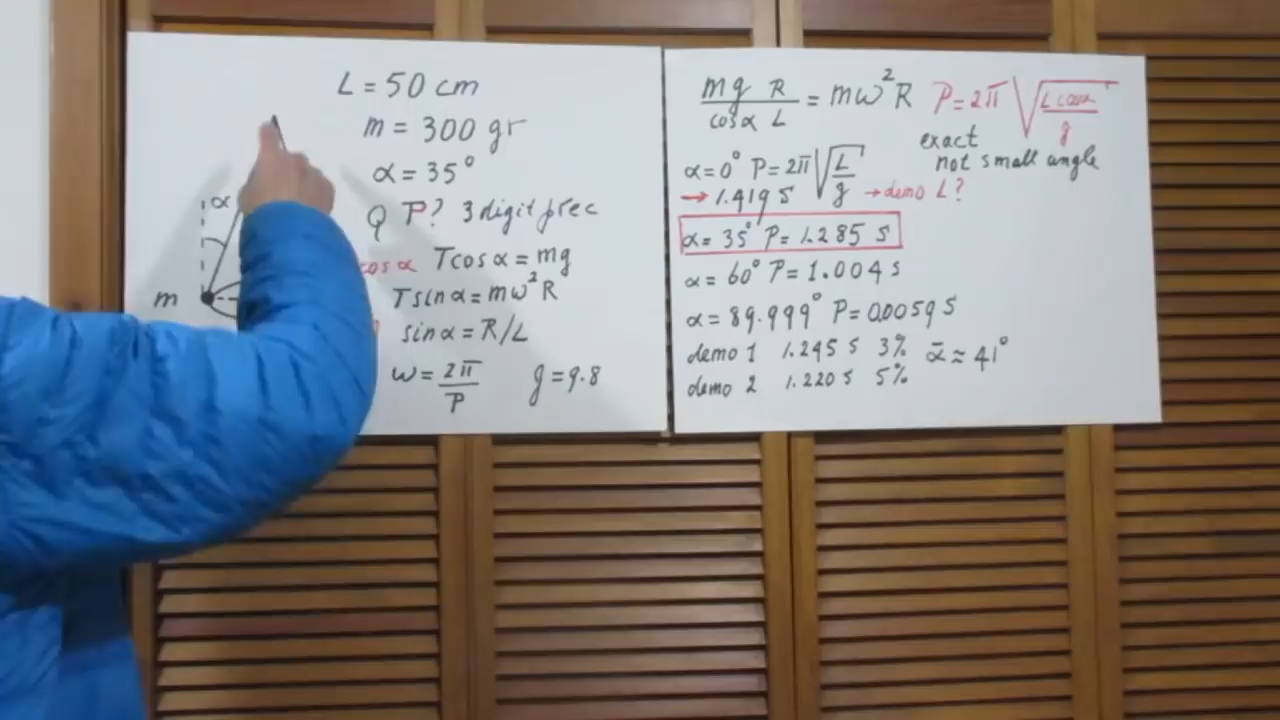 L = 50 cm
m = 300 gr
α = 35°
α
Q P? 3 digit prec
cos α T cos α = mg
m
T sin α = mω²R
sin α = R/L
ω = 2π/P g = 9.8
mg/cosα R/L = mω²R P = 2π√(L cosα/g)
exact
not small angle
α = 0° P = 2π√(L/g)
→ 1.419 s → demo L?
α = 35° P = 1.285 s
α = 60° P = 1.004 s
α = 89.999° P = 0.0059 s
demo 1 1.245 s 3% ᾱ ≈ 41°
demo 2 1.220 s 5%